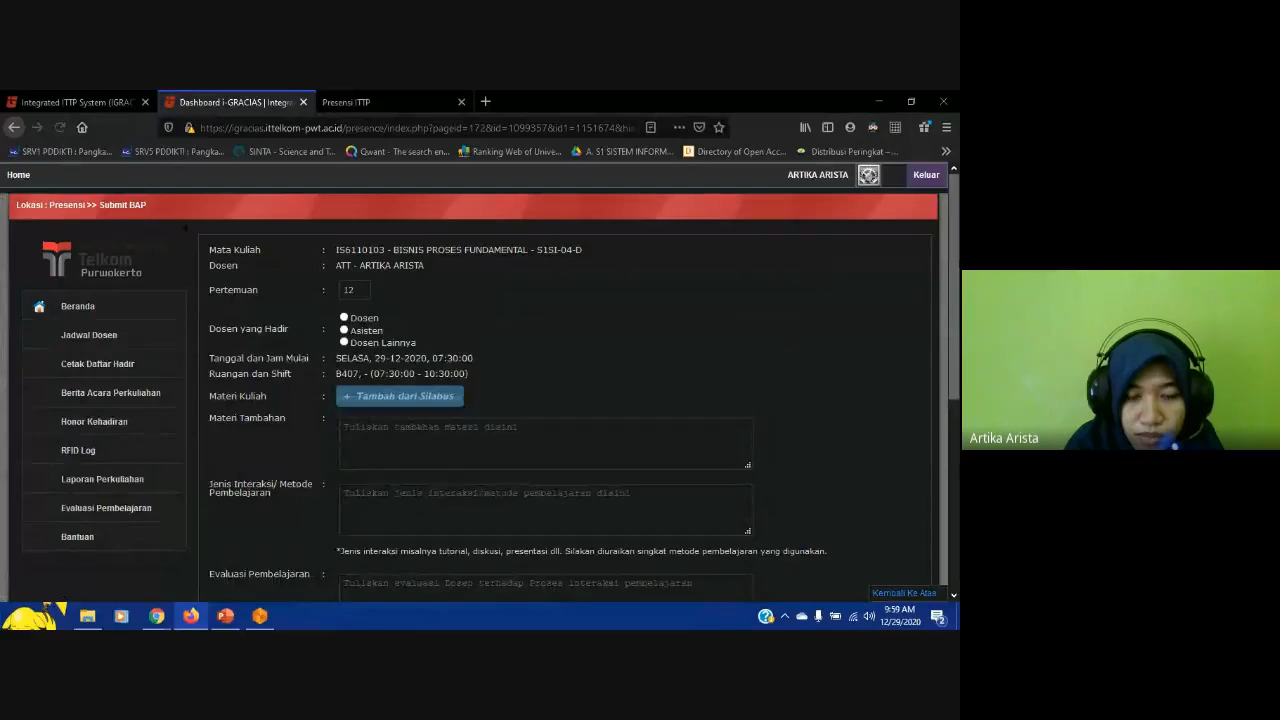 Integrated ITTP System (IGRAC
Dashboard i-GRACIAS | Integra
Presensi ITTP
https://gracias.ittelkom-pwt.ac.id/presence/index.php?pageid=172&id=1099357&id1=1151674&his
SRV1 PDDIKTI : Pangka...
SRV5 PDDIKTI : Pangka...
SINTA - Science and T...
Qwant - The search en...
Ranking Web of Unive...
A. S1 SISTEM INFORM...
Directory of Open Acc...
Distribusi Peringkat –...
Home
ARTIKA ARISTA
Keluar
Lokasi : Presensi >> Submit BAP
Telkom
Purwokerto
Beranda
Jadwal Dosen
Cetak Daftar Hadir
Berita Acara Perkuliahan
Honor Kehadiran
RFID Log
Laporan Perkuliahan
Evaluasi Pembelajaran
Bantuan
Mata Kuliah : IS6110103 - BISNIS PROSES FUNDAMENTAL - S1SI-04-D
Dosen : ATT - ARTIKA ARISTA
Pertemuan : 12
Dosen yang Hadir :
Dosen
Asisten
Dosen Lainnya
Tanggal dan Jam Mulai : SELASA, 29-12-2020, 07:30:00
Ruangan dan Shift : B407, - (07:30:00 - 10:30:00)
Materi Kuliah : + Tambah dari Silabus
Materi Tambahan :
Tuliskan tambahan materi disini
Jenis Interaksi/ Metode :
Pembelajaran
Tuliskan jenis interaksi/metode pembelajaran disini
*Jenis interaksi misalnya tutorial, diskusi, presentasi dll. Silakan diuraikan singkat metode pembelajaran yang digunakan.
Evaluasi Pembelajaran :
Tuliskan evaluasi Dosen terhadap Proses interaksi pembelajaran
Kembali Ke Atas
9:59 AM
12/29/2020
2
Artika Arista